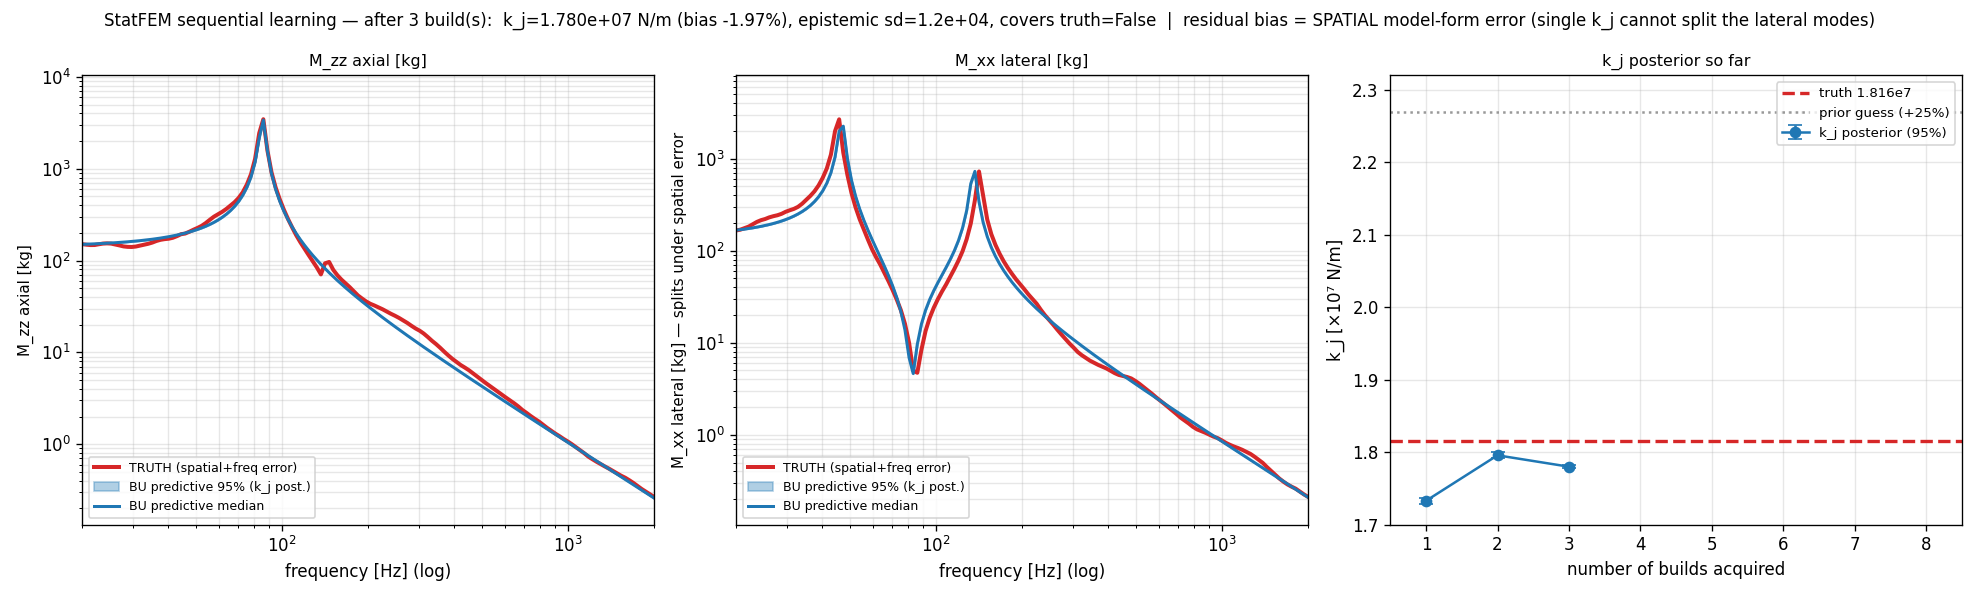 StatFEM sequential learning — after 3 build(s):  k_j=1.780e+07 N/m (bias -1.97%), epistemic sd=1.2e+04, covers truth=False  |  residual bias = SPATIAL model-form error (single k_j cannot split the lateral modes)
M_zz axial [kg]
M_zz axial [kg]
10⁴
10³
10²
10¹
10⁰
TRUTH (spatial+freq error)
BU predictive 95% (k_j post.)
BU predictive median
10²
10³
frequency [Hz] (log)
M_xx lateral [kg]
M_xx lateral [kg] — splits under spatial error
10³
10²
10¹
10⁰
TRUTH (spatial+freq error)
BU predictive 95% (k_j post.)
BU predictive median
10²
10³
frequency [Hz] (log)
k_j posterior so far
k_j [×10⁷ N/m]
2.3
2.2
2.1
2.0
1.9
1.8
1.7
truth 1.816e7
prior guess (+25%)
k_j posterior (95%)
1
2
3
4
5
6
7
8
number of builds acquired